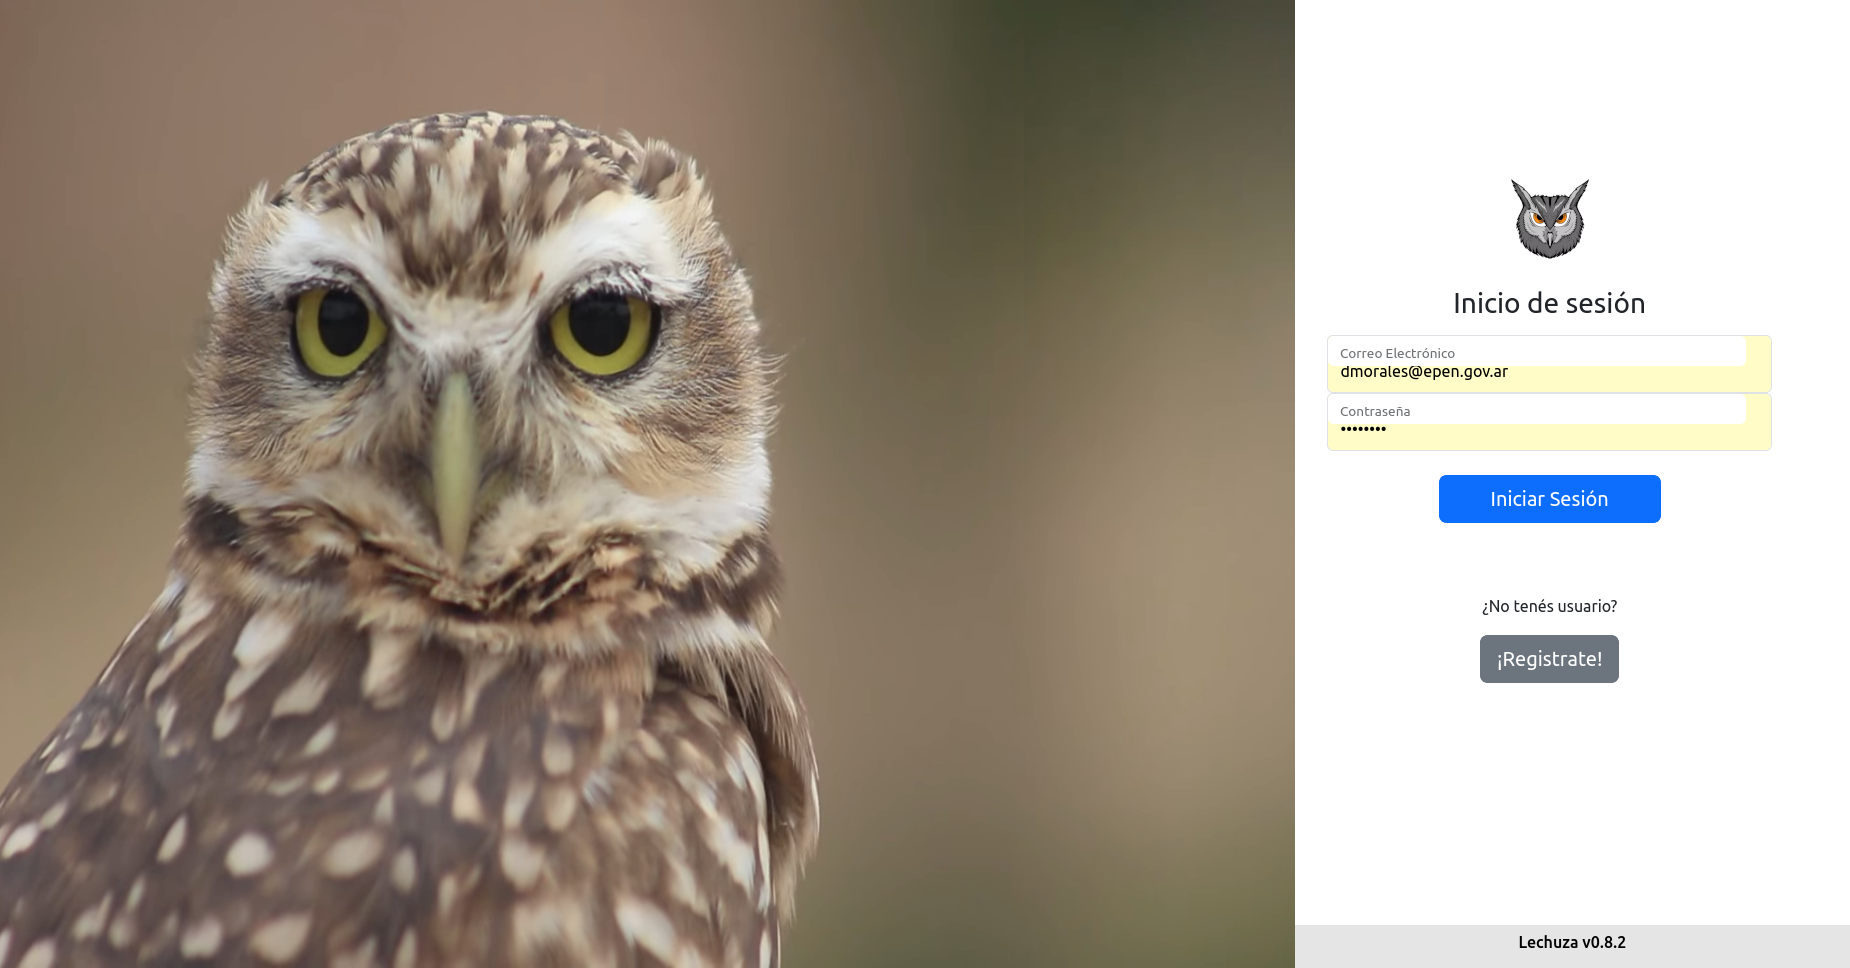 Inicio de sesión
Correo Electrónico
dmorales@epen.gov.ar
Contraseña
••••••••
Iniciar Sesión
¿No tenés usuario?
¡Registrate!
Lechuza v0.8.2